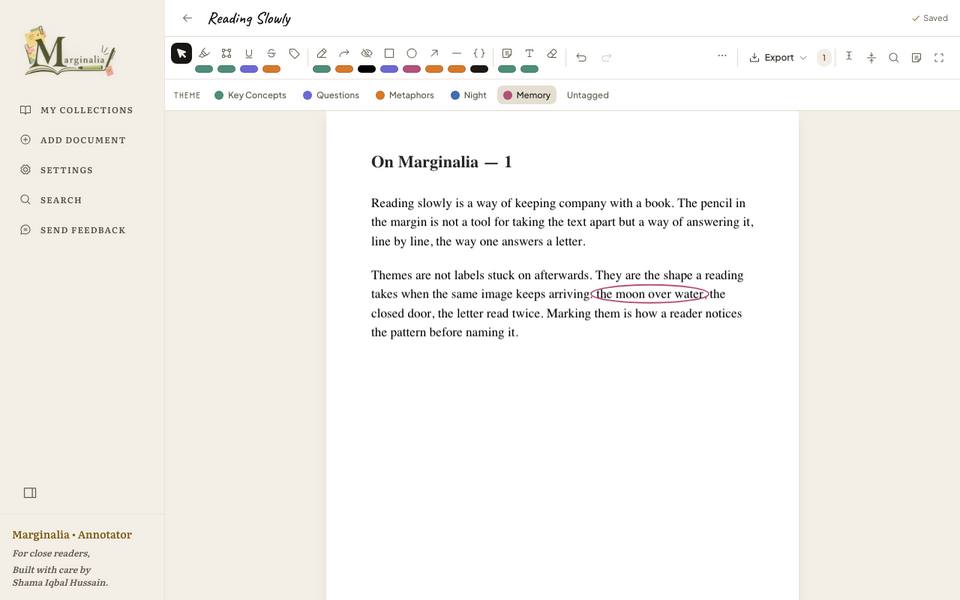 Marginalia
MY COLLECTIONS
ADD DOCUMENT
SETTINGS
SEARCH
SEND FEEDBACK
Marginalia • Annotator
For close readers,
Built with care by
Shama Iqbal Hussain.
Reading Slowly
Saved
Export
1
THEME
Key Concepts
Questions
Metaphors
Night
Memory
Untagged
On Marginalia — 1
Reading slowly is a way of keeping company with a book. The pencil in
the margin is not a tool for taking the text apart but a way of answering it,
line by line, the way one answers a letter.
Themes are not labels stuck on afterwards. They are the shape a reading
takes when the same image keeps arriving: the moon over water, the
closed door, the letter read twice. Marking them is how a reader notices
the pattern before naming it.